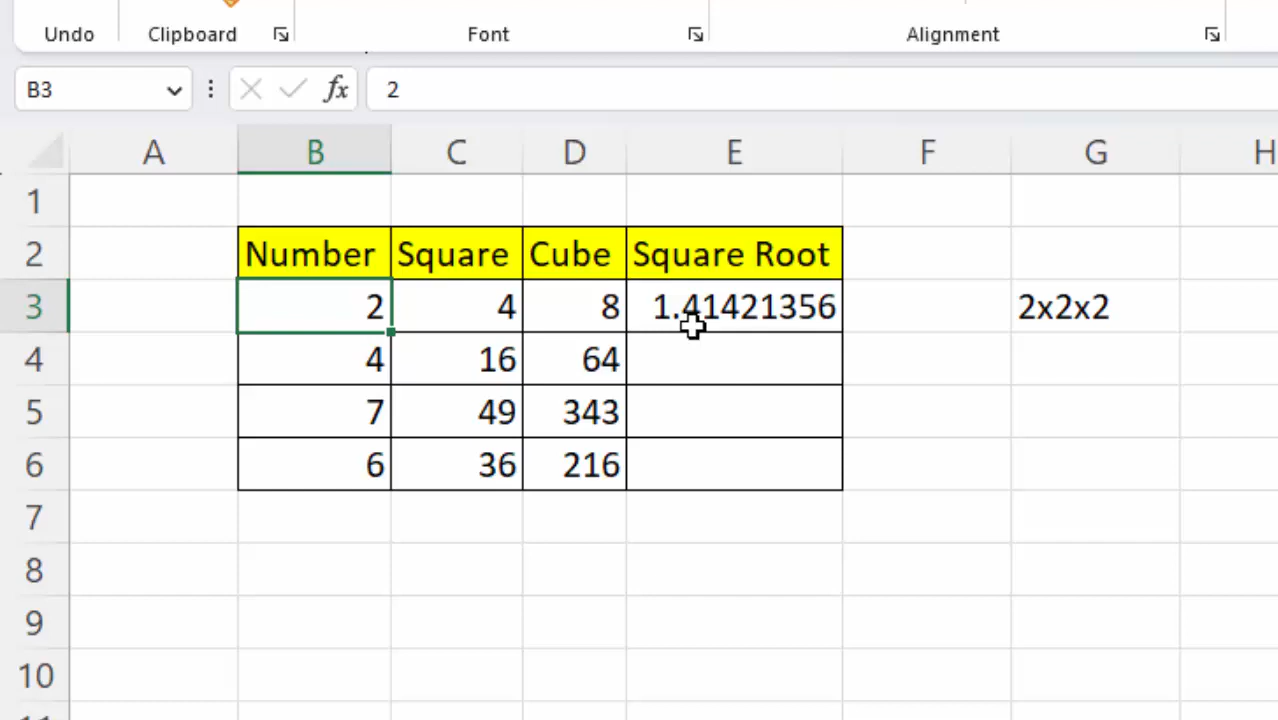 Undo Clipboard Font Alignment
B3 fx 2
A B C D E F G H
1
2 Number Square Cube Square Root
3 2 4 8 1.41421356 2x2x2
4 4 16 64
5 7 49 343
6 6 36 216
7
8
9
10
11